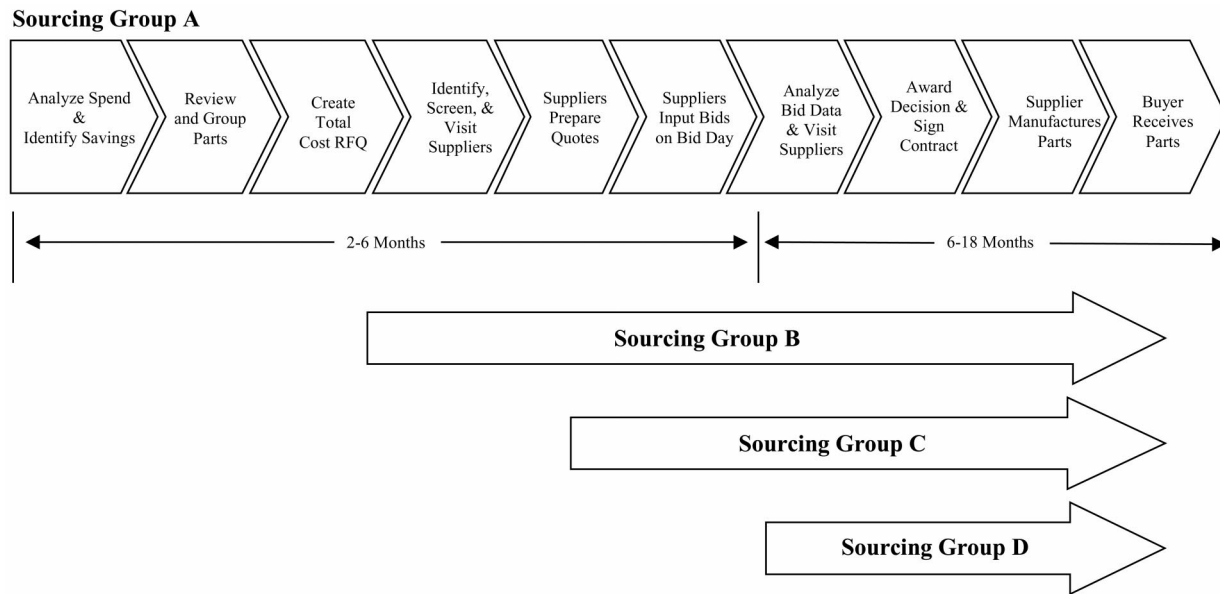 Sourcing Group A
Analyze Spend
&
Identify Savings
Review
and Group
Parts
Create
Total
Cost RFQ
Identify,
Screen, &
Visit
Suppliers
Suppliers
Prepare
Quotes
Suppliers
Input Bids
on Bid Day
Analyze
Bid Data
& Visit
Suppliers
Award
Decision &
Sign
Contract
Supplier
Manufactures
Parts
Buyer
Receives
Parts
2-6 Months
6-18 Months
Sourcing Group B
Sourcing Group C
Sourcing Group D